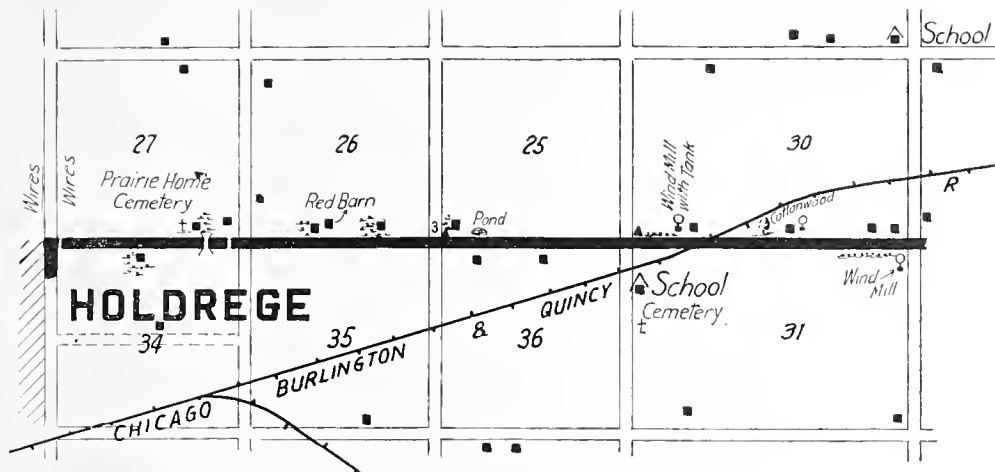 School
27
26
25
30
Wires
Wires
Prairie Home
Cemetery
Red Barn
3
Pond
Wind Mill
with Tank
Cottonwood
R
HOLDREGE
School
Cemetery
Wind
Mill
34
35
36
31
CHICAGO
BURLINGTON
&
QUINCY